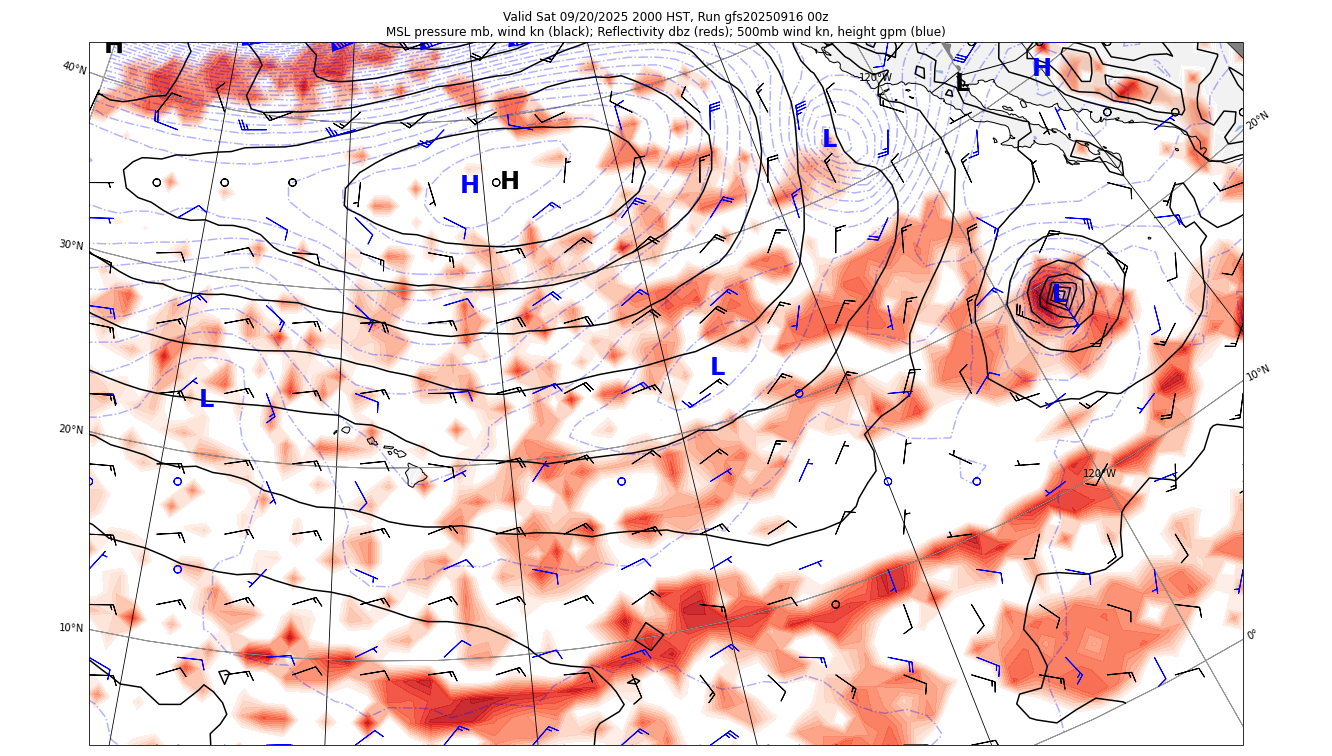 Valid Sat 09/20/2025 2000 HST, Run gfs20250916 00z
MSL pressure mb, wind kn (black); Reflectivity dbz (reds); 500mb wind kn, height gpm (blue)
H
40°N
H
120°W
L
20°N
L
H H
30°N
L
L
10°N
L
20°N
120°W
10°N
0°